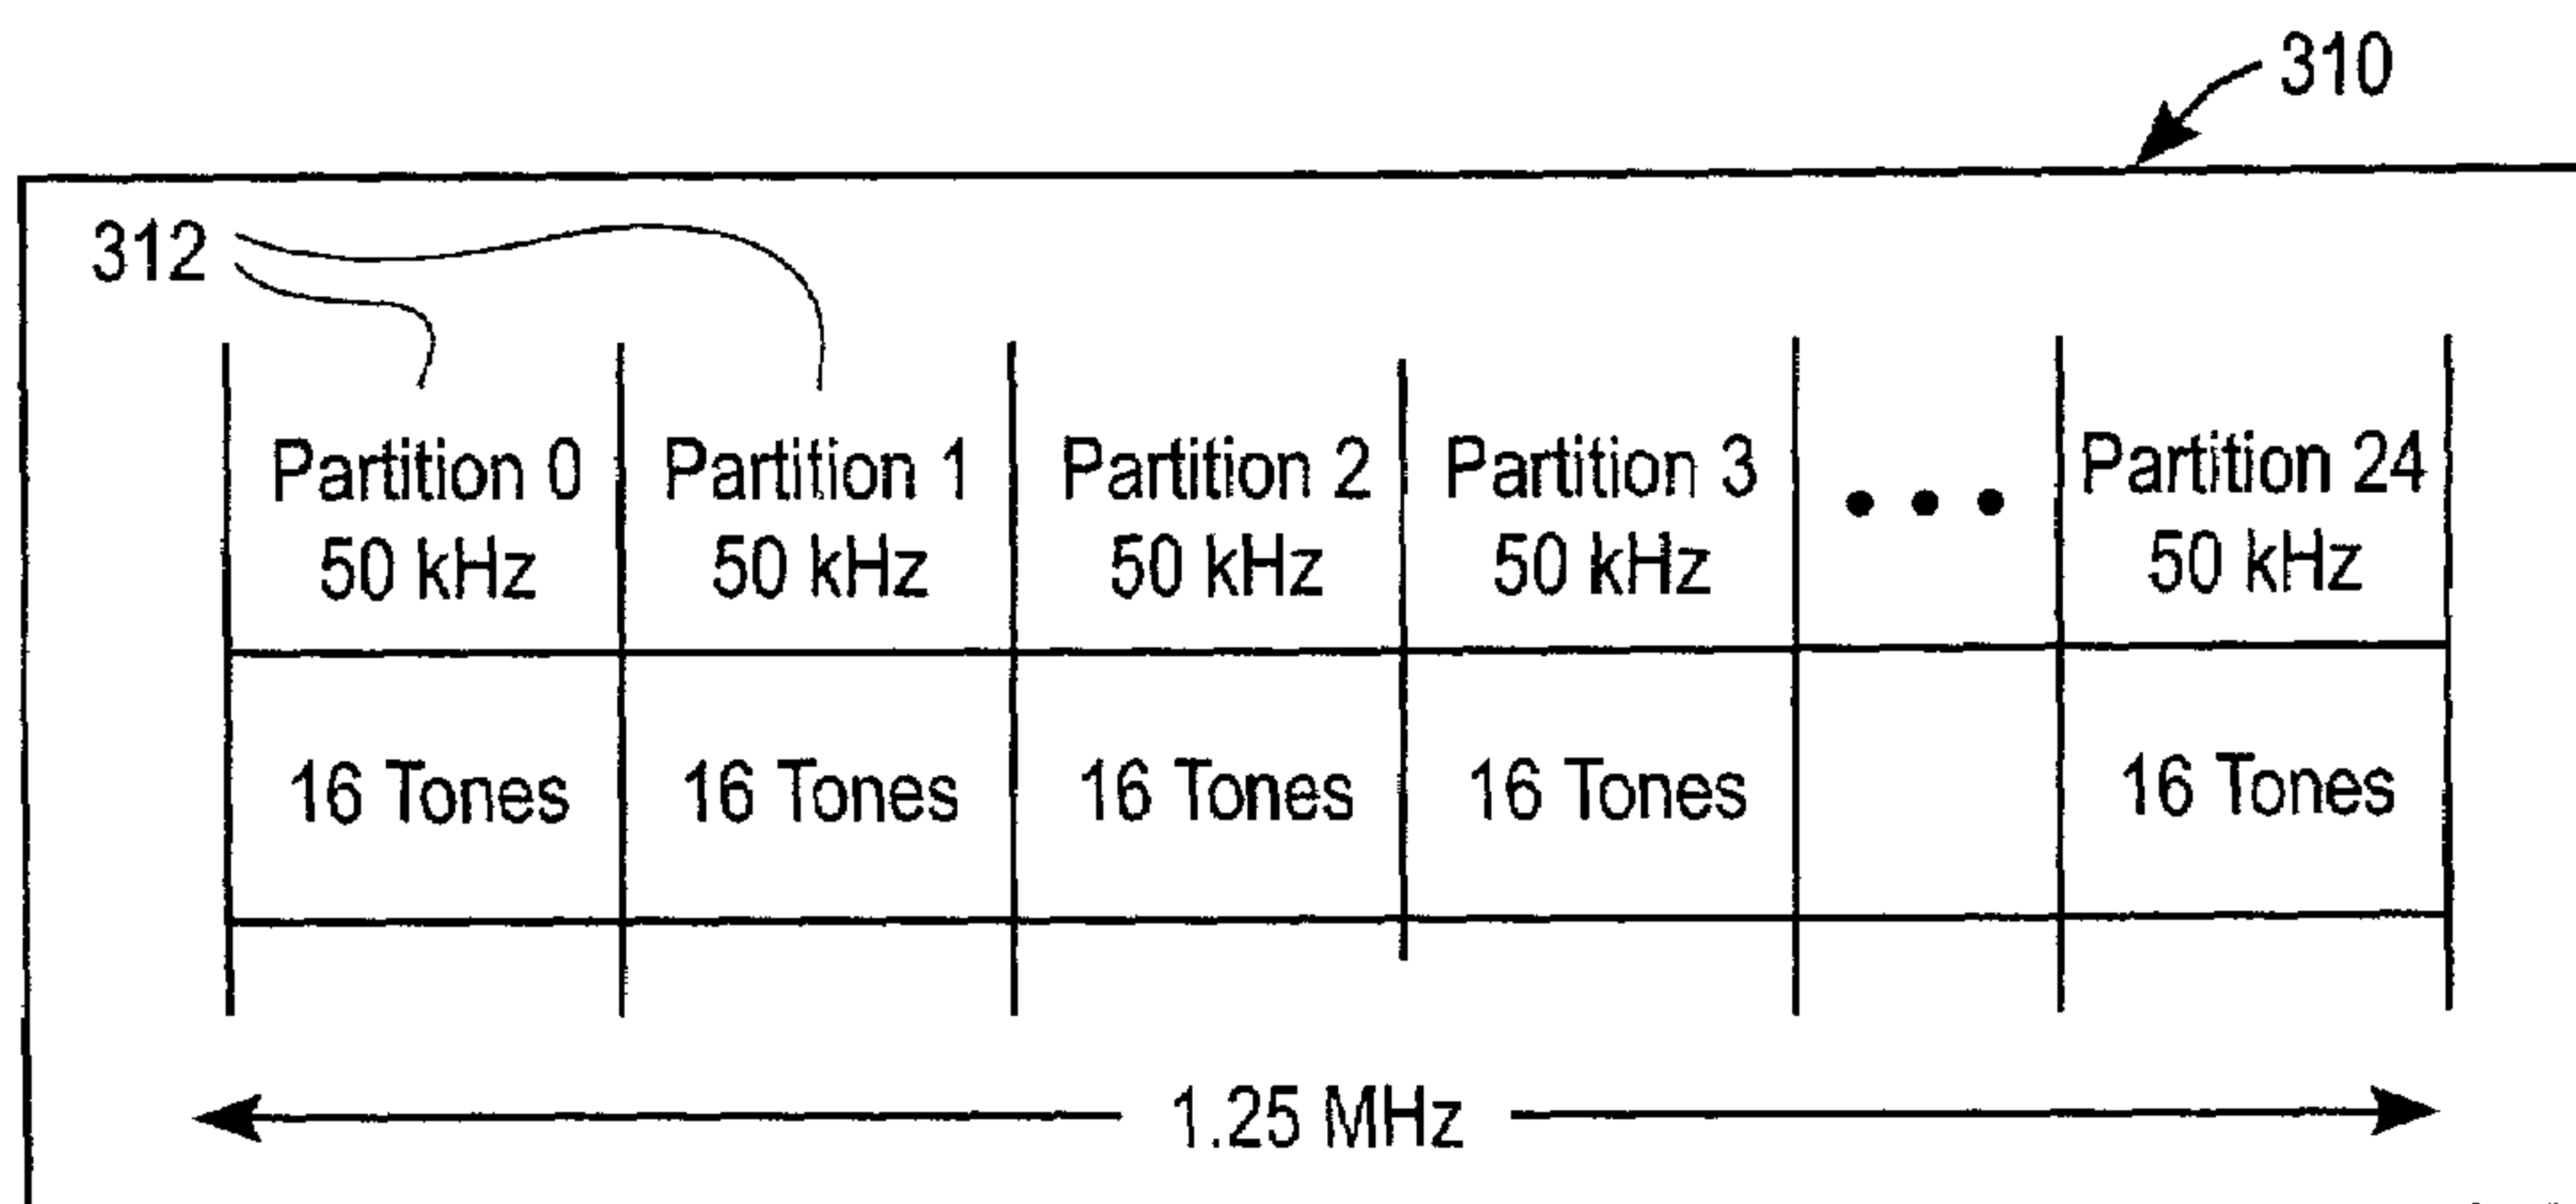 310
312
Partition 0 Partition 1 Partition 2 Partition 3 Partition 24
50 kHz 50 kHz 50 kHz 50 kHz 50 kHz
16 Tones 16 Tones 16 Tones 16 Tones 16 Tones
1.25 MHz